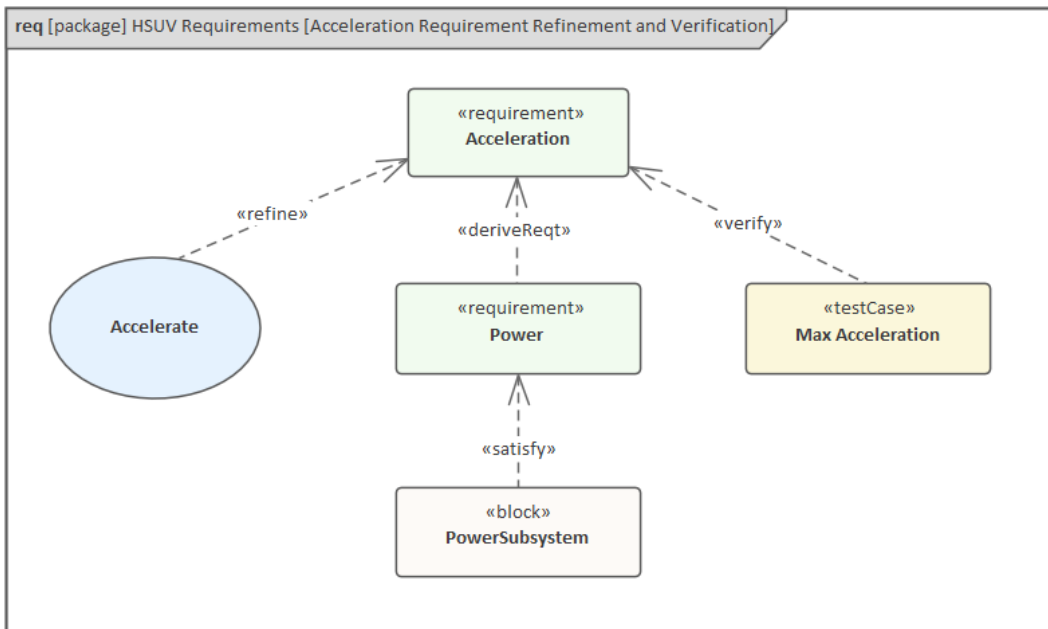 req [package] HSUV Requirements [Acceleration Requirement Refinement and Verification]
«requirement»
Acceleration
«refine»
«deriveReqt»
«verify»
Accelerate
«requirement»
Power
«testCase»
Max Acceleration
«satisfy»
«block»
PowerSubsystem